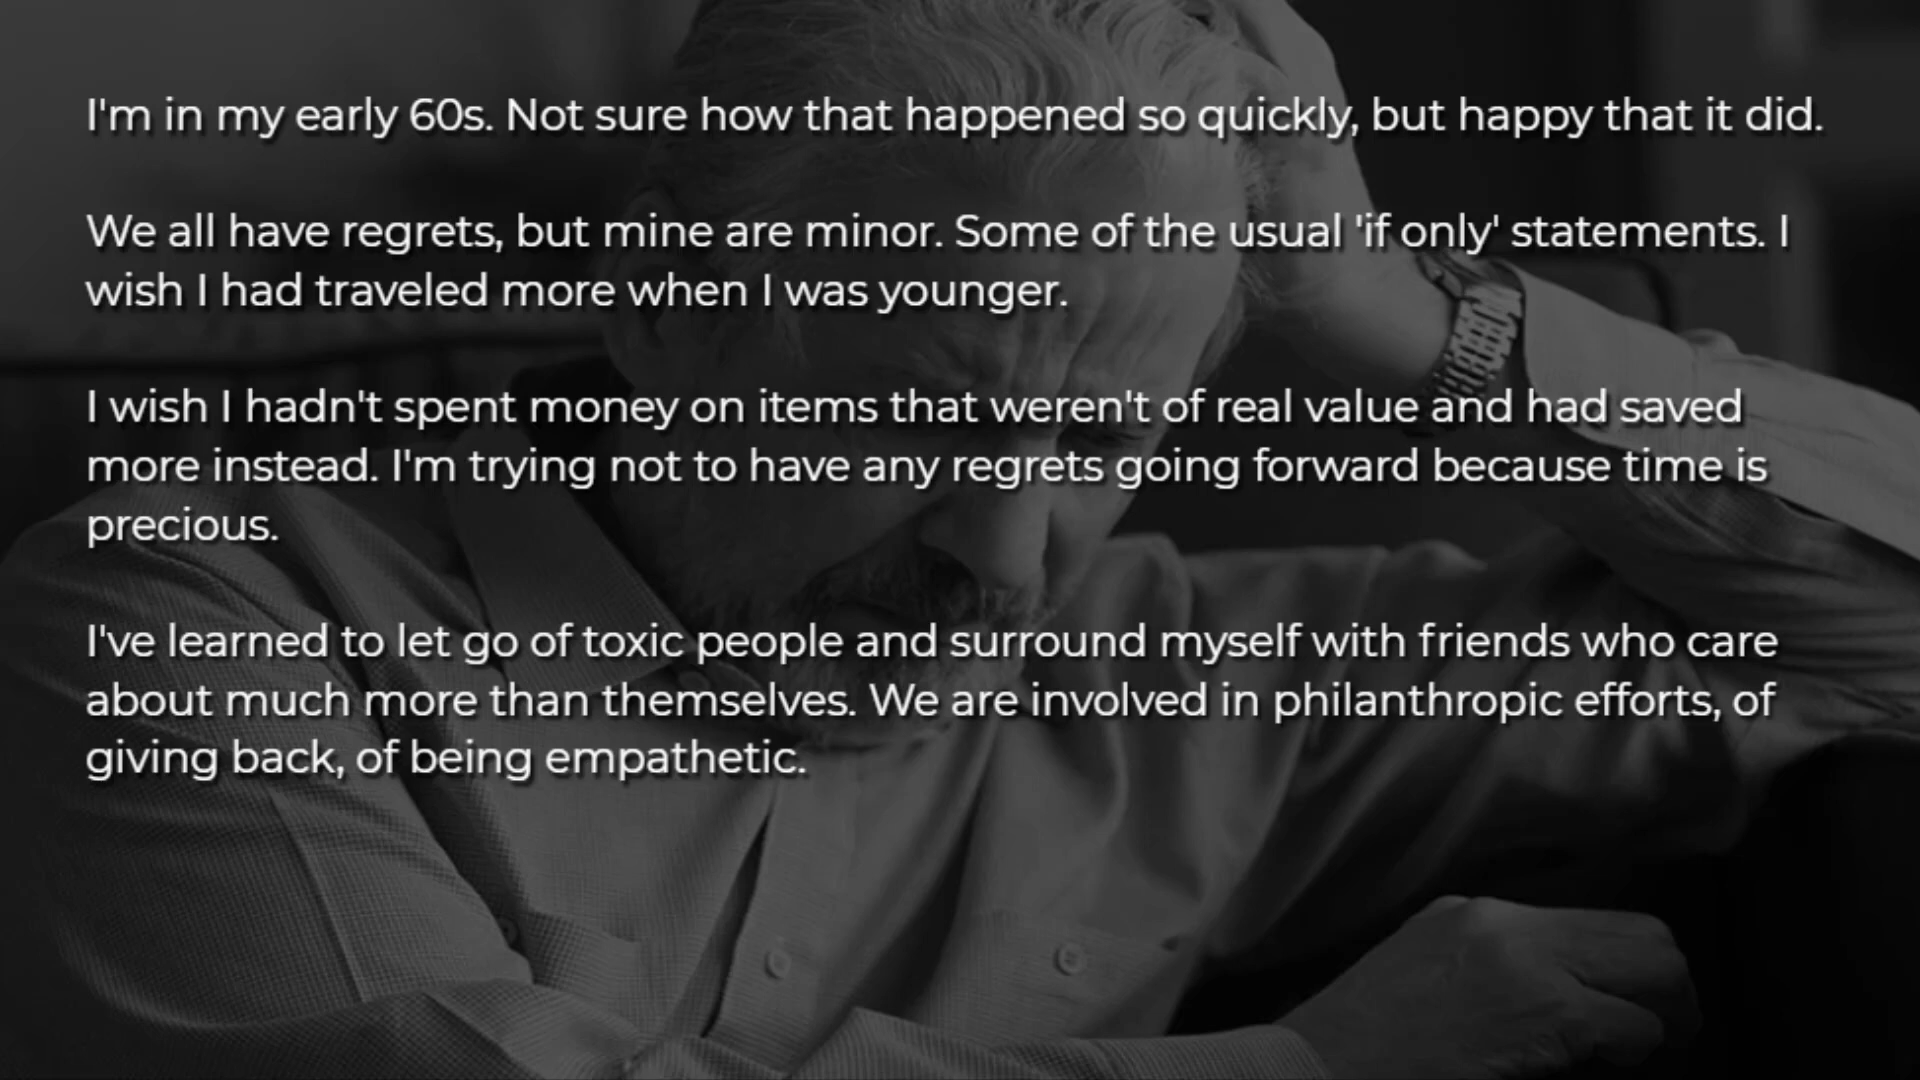 I'm in my early 60s. Not sure how that happened so quickly, but happy that it did.
We all have regrets, but mine are minor. Some of the usual 'if only' statements. I
wish I had traveled more when I was younger.
I wish I hadn't spent money on items that weren't of real value and had saved
more instead. I'm trying not to have any regrets going forward because time is
precious.
I've learned to let go of toxic people and surround myself with friends who care
about much more than themselves. We are involved in philanthropic efforts, of
giving back, of being empathetic.